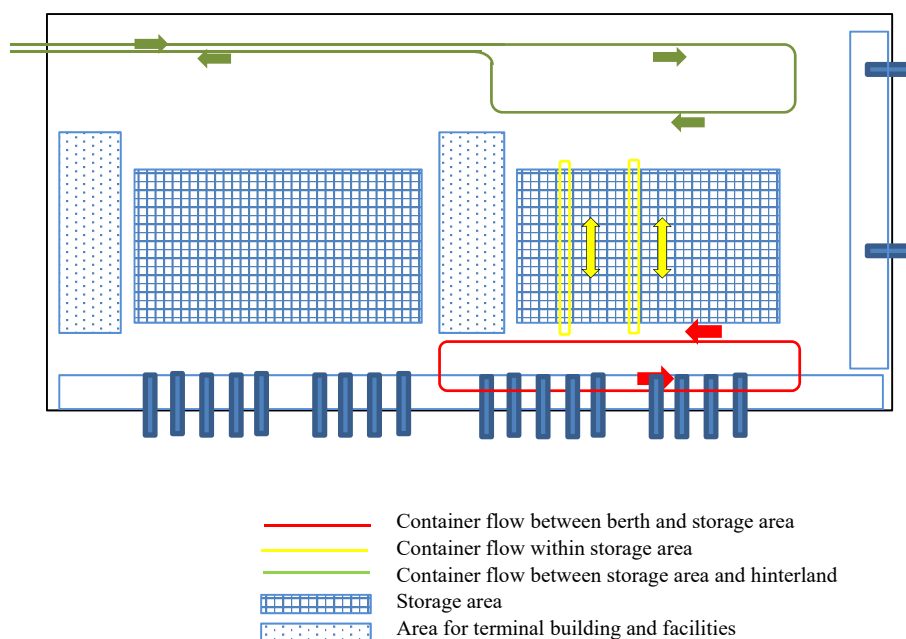 Container flow between berth and storage area
Container flow within storage area
Container flow between storage area and hinterland
Storage area
Area for terminal building and facilities